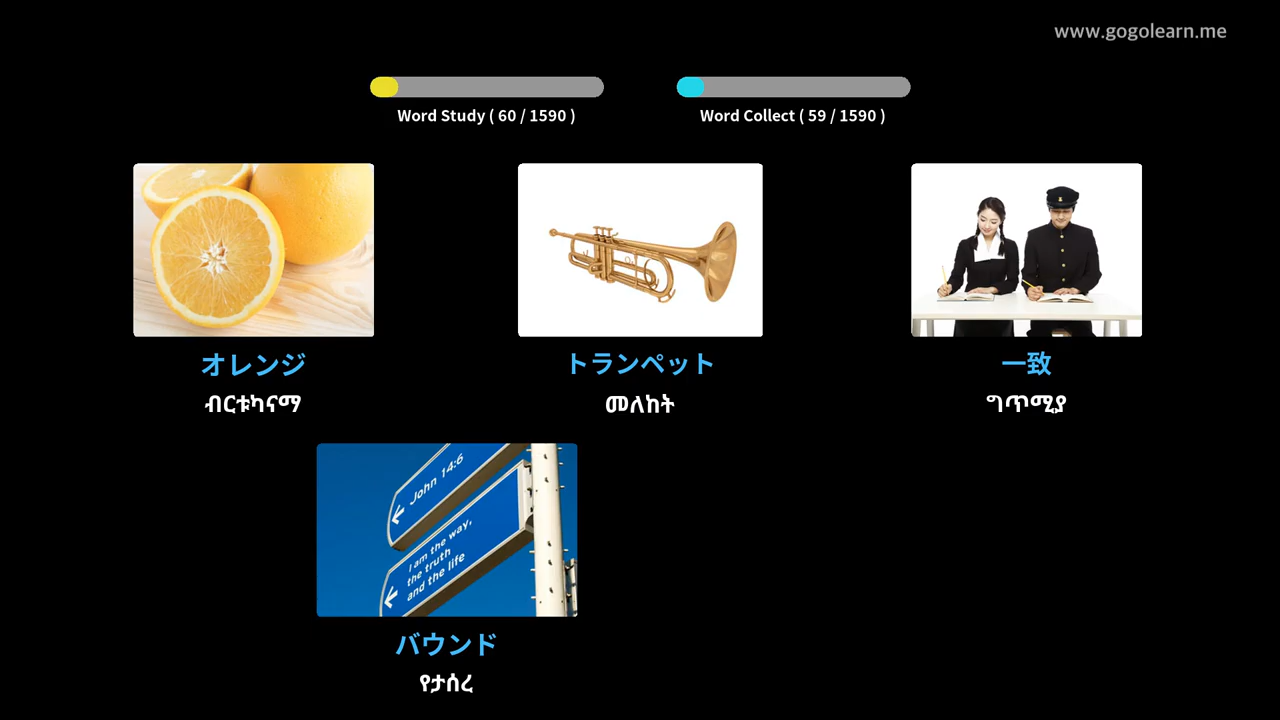 www.gogolearn.me
Word Study ( 60 / 1590 )
Word Collect ( 59 / 1590 )
オレンジ
ብርቱካናማ
トランペット
መለከት
一致
ግጥሚያ
John 14:6
I am the way,
the truth
and the life
バウンド
የታሰረ